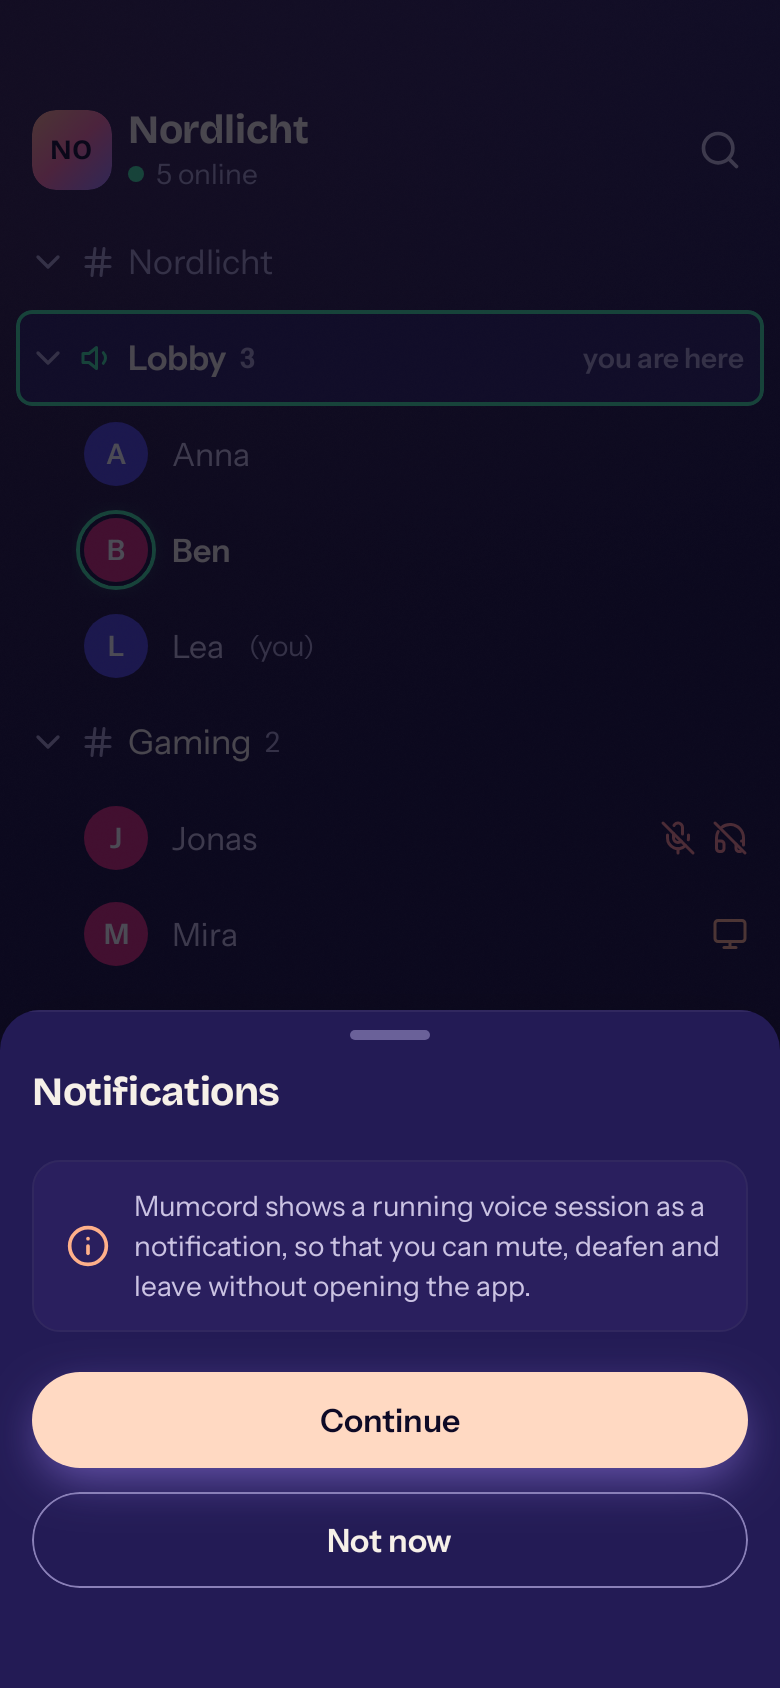 NO
Nordlicht
5 online
# Nordlicht
Lobby 3 you are here
A Anna
B Ben
L Lea (you)
# Gaming 2
J Jonas
M Mira
Notifications
Mumcord shows a running voice session as a
notification, so that you can mute, deafen and
leave without opening the app.
Continue
Not now